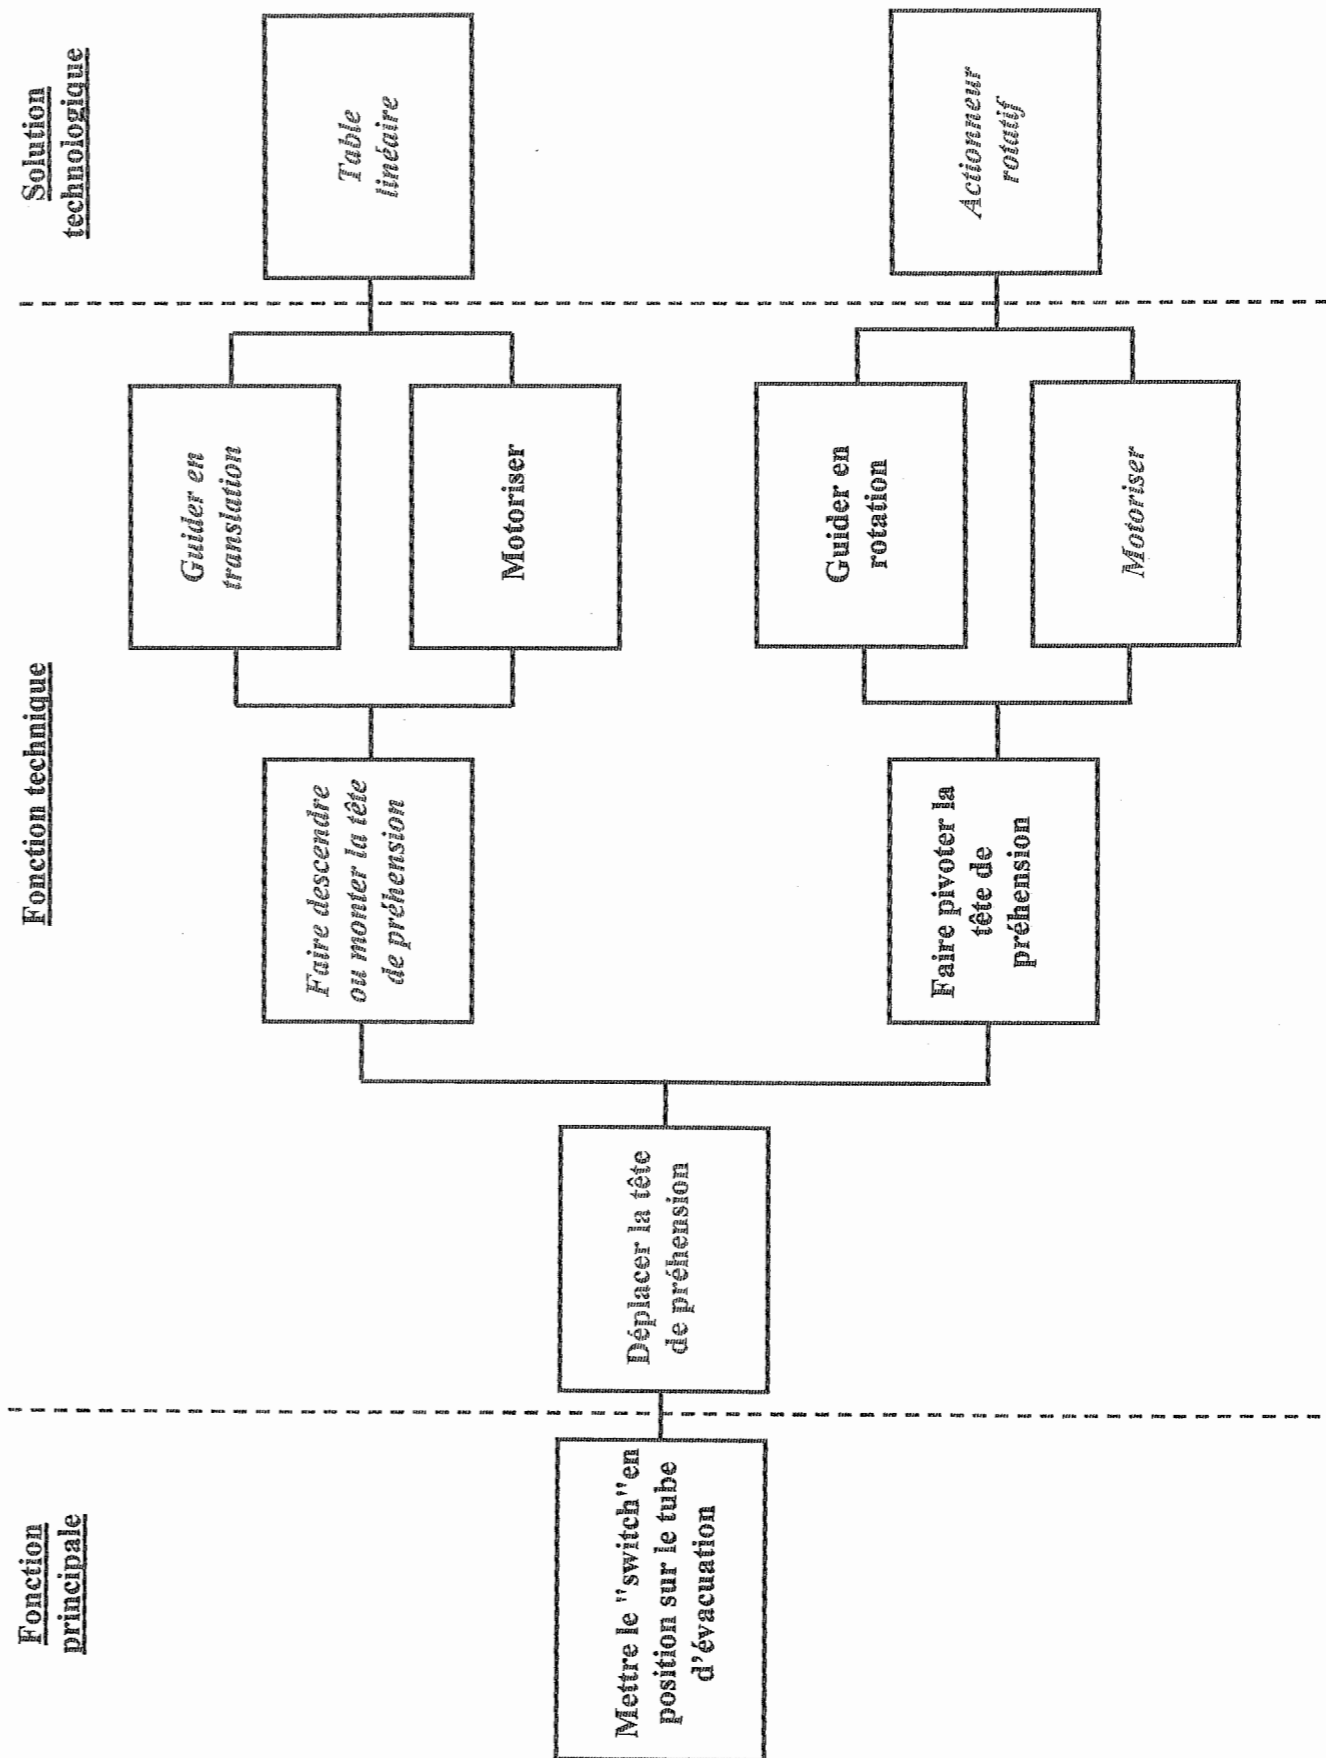 Fonction
principale
Fonction technique
Solution
technologique
Mettre le "switch"en
position sur le tube
d'évacuation
Déplacer la tête
de préhension
Faire descendre
ou monter la tête
de préhension
Guider en
translation
Motoriser
Table
linéaire
Faire pivoter la
tête de
préhension
Guider en
rotation
Motoriser
Actionneur
rotatif